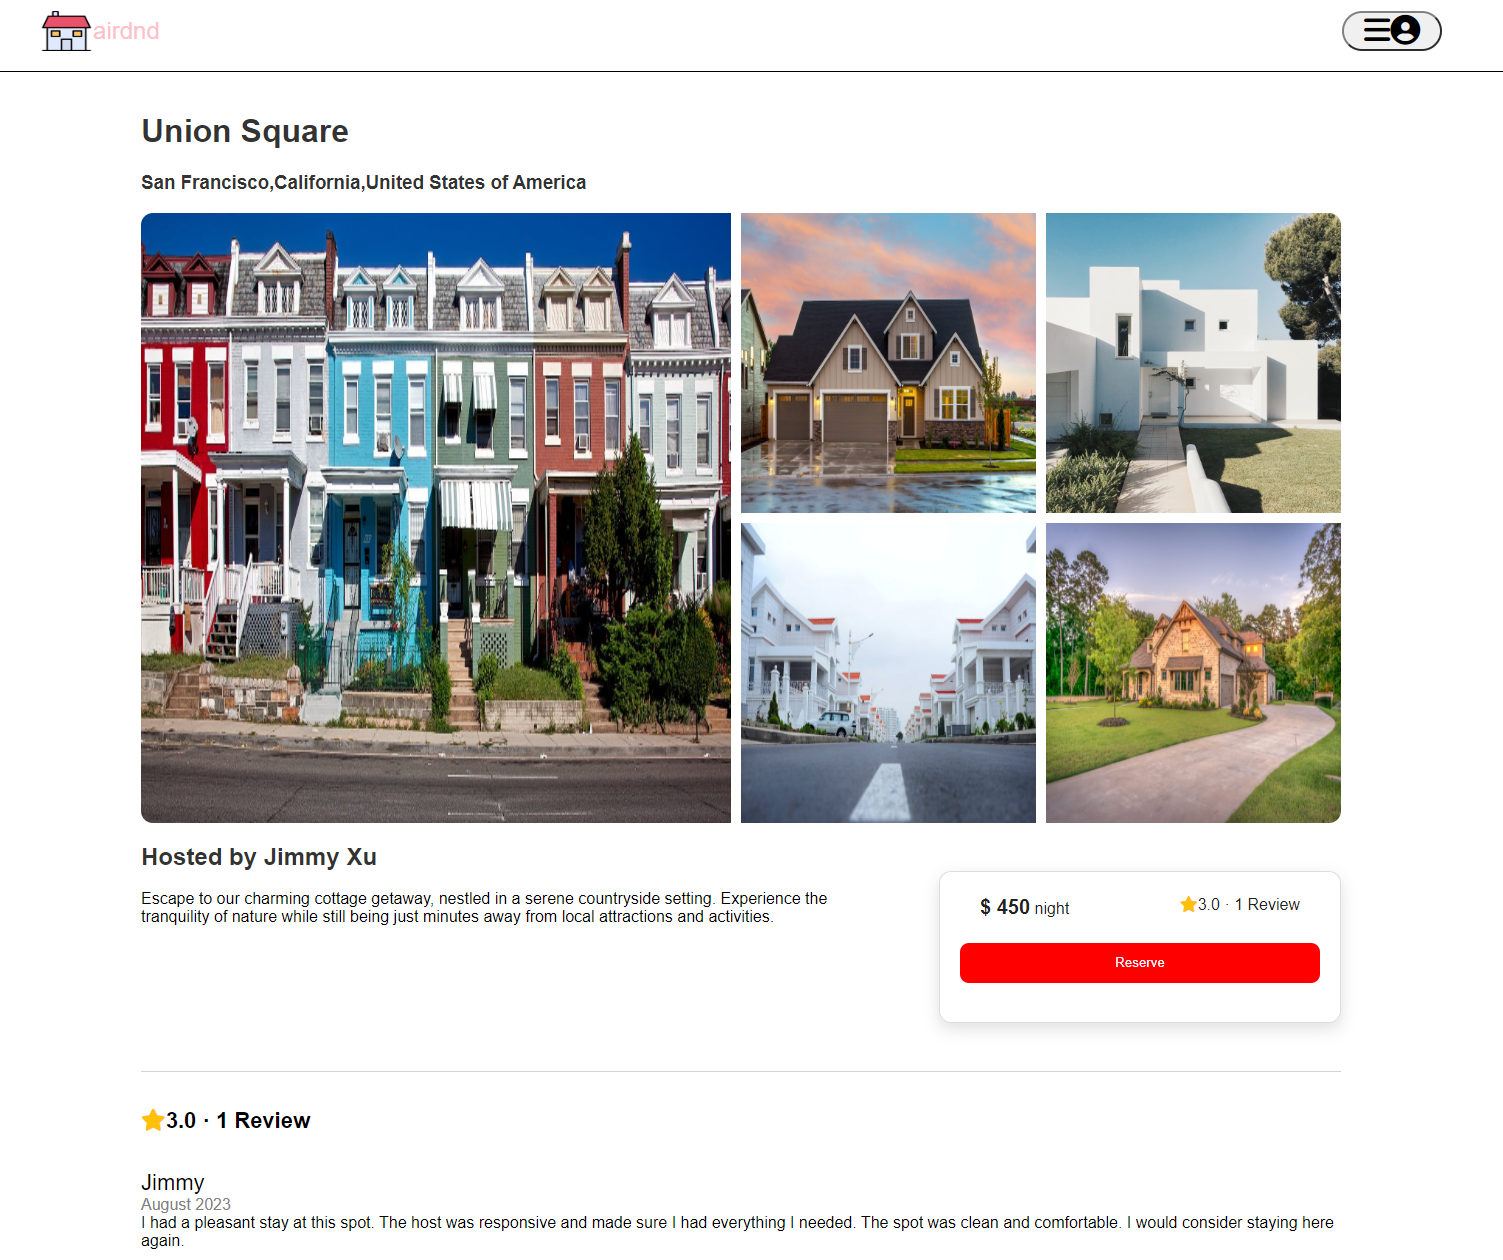 airdnd
Union Square
San Francisco,California,United States of America
Hosted by Jimmy Xu
Escape to our charming cottage getaway, nestled in a serene countryside setting. Experience the
tranquility of nature while still being just minutes away from local attractions and activities.
$ 450 night
3.0 · 1 Review
Reserve
3.0 · 1 Review
Jimmy
August 2023
I had a pleasant stay at this spot. The host was responsive and made sure I had everything I needed. The spot was clean and comfortable. I would consider staying here
again.